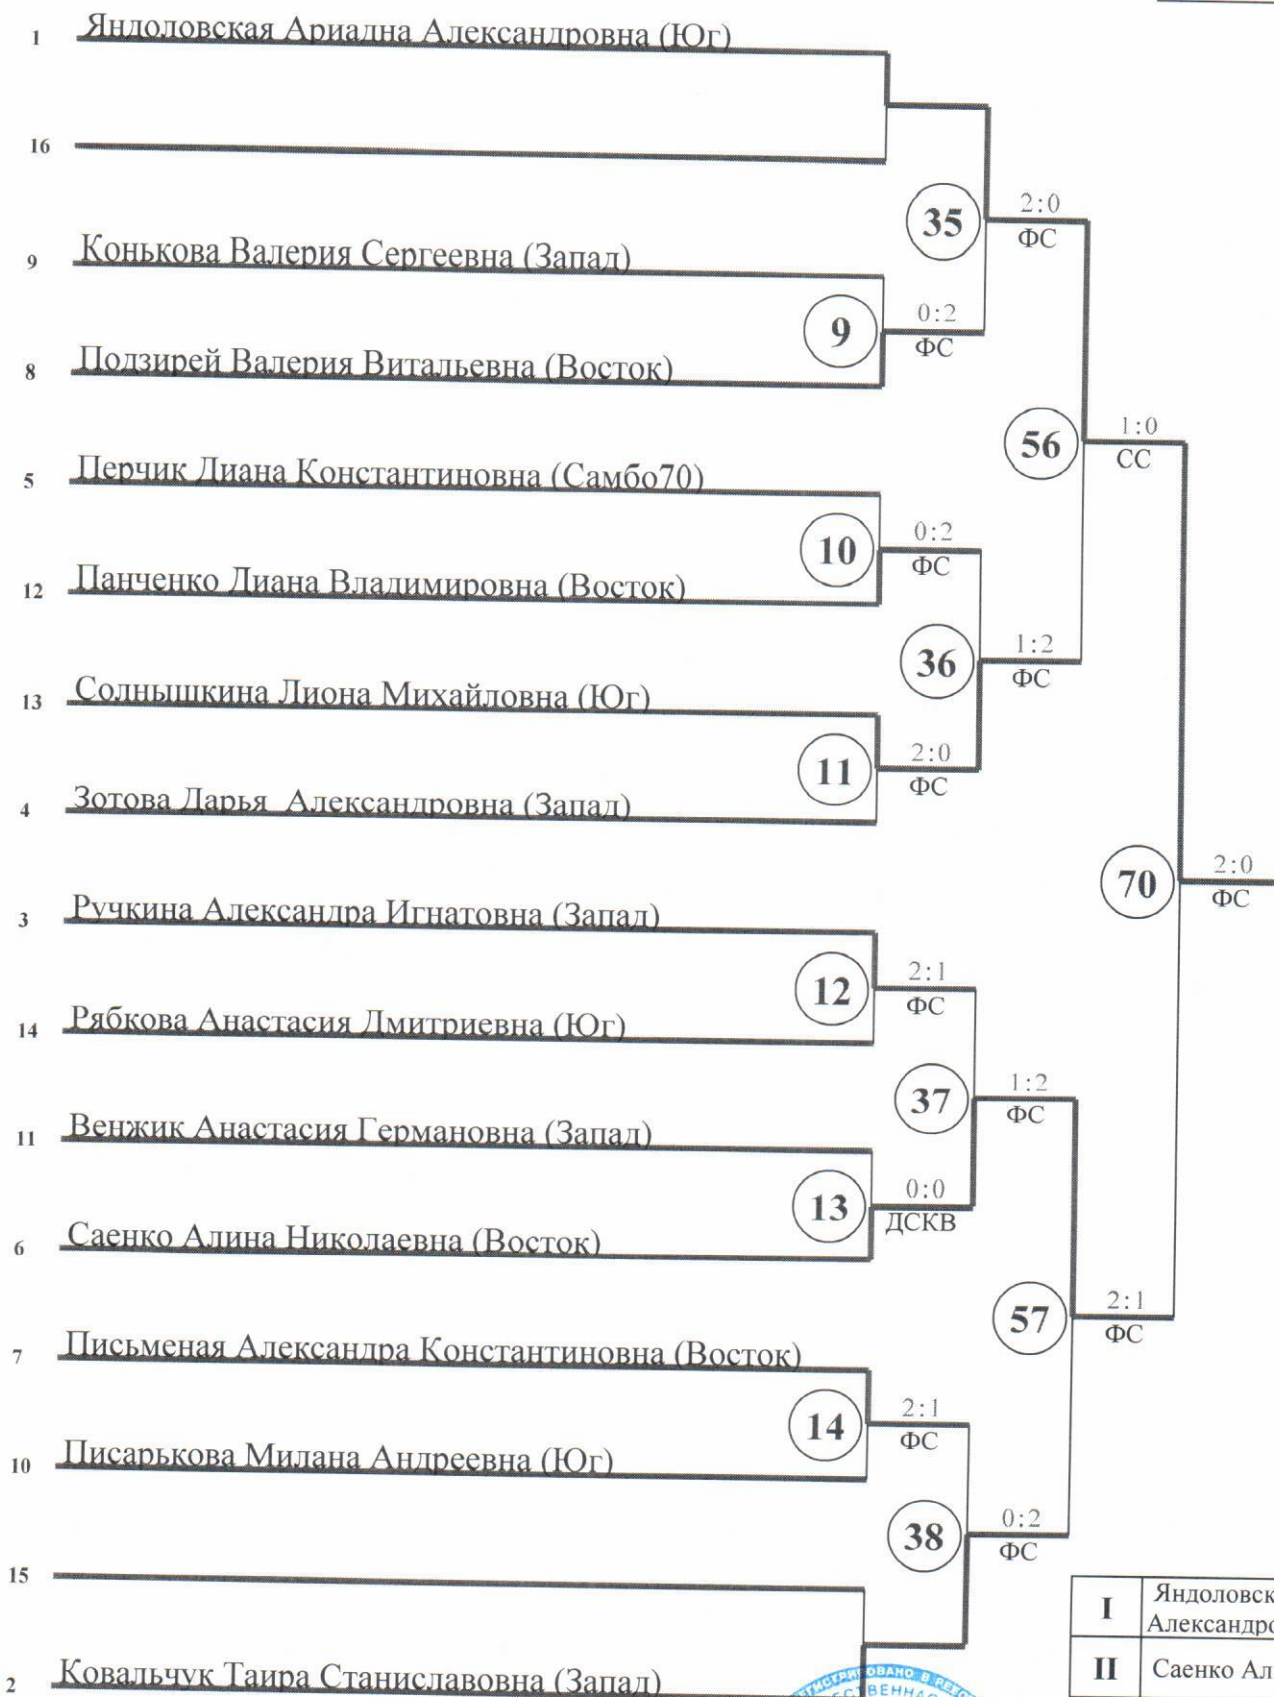 1 Яндоловская Ариадна Александровна (Юг)
16
35
2:0
ФС
9 Конькова Валерия Сергеевна (Запад)
9
0:2
ФС
8 Подзирей Валерия Витальевна (Восток)
56
1:0
СС
5 Перчик Диана Константиновна (Самбо70)
10
0:2
ФС
12 Панченко Диана Владимировна (Восток)
36
1:2
ФС
13 Солнышкина Лиона Михайловна (Юг)
11
2:0
ФС
4 Зотова Дарья Александровна (Запад)
70
2:0
ФС
3 Ручкина Александра Игнатовна (Запад)
12
2:1
ФС
14 Рябкова Анастасия Дмитриевна (Юг)
37
1:2
ФС
11 Венжик Анастасия Германовна (Запад)
13
0:0
ДСКВ
6 Саенко Алина Николаевна (Восток)
57
2:1
ФС
7 Письменая Александра Константиновна (Восток)
14
2:1
ФС
10 Писарькова Милана Андреевна (Юг)
38
0:2
ФС
15
2 Ковальчук Таира Станиславовна (Запад)
I Яндоловск
Александро
II Саенко Ал